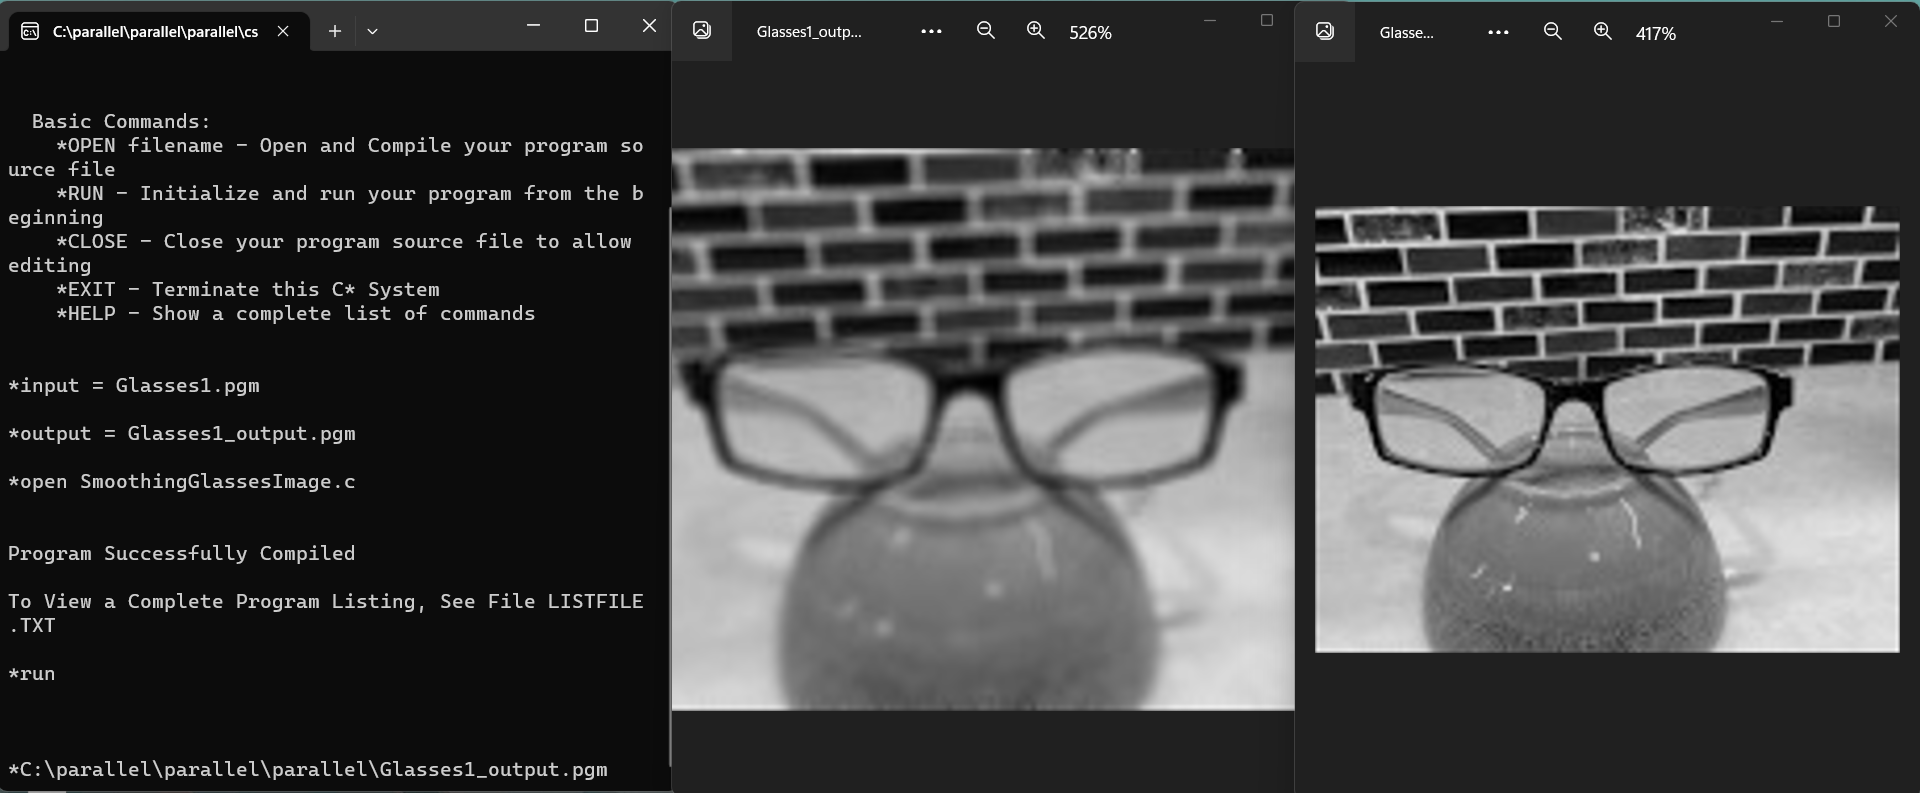 C:\parallel\parallel\parallel\cs
Basic Commands:
*OPEN filename - Open and Compile your program so
urce file
*RUN - Initialize and run your program from the b
eginning
*CLOSE - Close your program source file to allow
editing
*EXIT - Terminate this C* System
*HELP - Show a complete list of commands
*input = Glasses1.pgm
*output = Glasses1_output.pgm
*open SmoothingGlassesImage.c
Program Successfully Compiled
To View a Complete Program Listing, See File LISTFILE
.TXT
*run
*C:\parallel\parallel\parallel\Glasses1_output.pgm
Glasses1_outp...
526%
Glasse...
417%